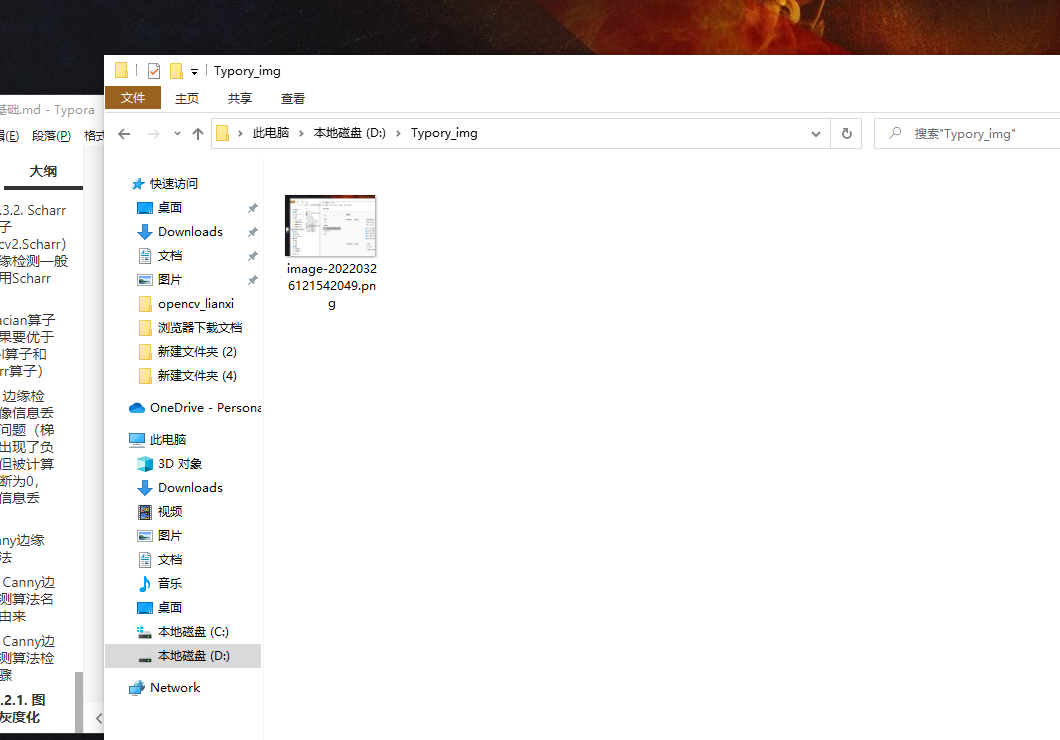 Typory_img
文件 主页 共享 查看
此电脑 本地磁盘 (D:) Typory_img
搜索"Typory_img"
基础.md - Typora
辑(E) 段落(P) 格式
大纲
.3.2. Scharr
子
cv2.Scharr）
缘检测一般
用Scharr
acian算子
果要优于
el算子和
rr算子）
边缘检
像信息丢
问题（梯
出现了负
但被计算
断为0，
信息丢
nny边缘
法
Canny边
测算法名
由来
Canny边
测算法检
骤
.2.1. 图
灰度化
快速访问
桌面
Downloads
文档
图片
opencv_lianxi
浏览器下载文档
新建文件夹 (2)
新建文件夹 (4)
OneDrive - Persona
此电脑
3D 对象
Downloads
视频
图片
文档
音乐
桌面
本地磁盘 (C:)
本地磁盘 (D:)
Network
image-2022032
6121542049.pn
g